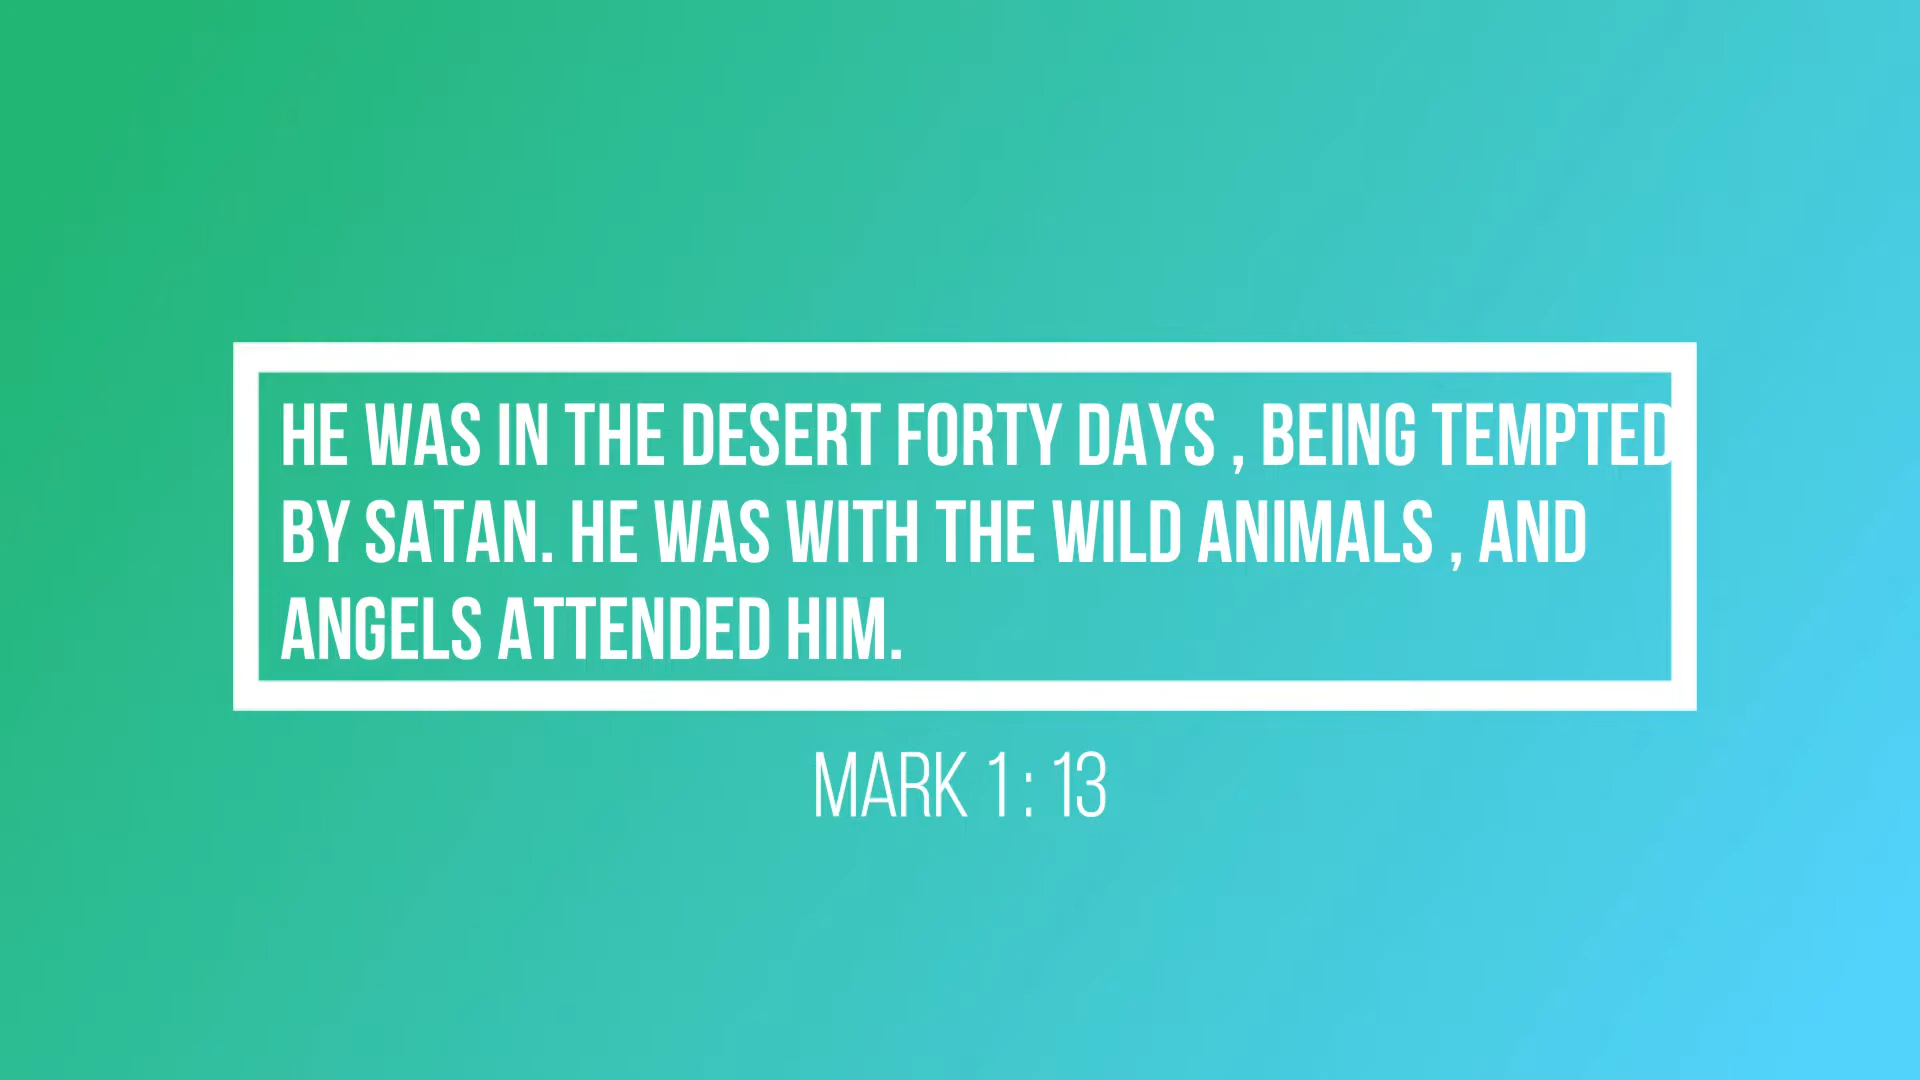 HE WAS IN THE DESERT FORTY DAYS , BEING TEMPTED
BY SATAN. HE WAS WITH THE WILD ANIMALS , AND
ANGELS ATTENDED HIM.
MARK 1 : 13